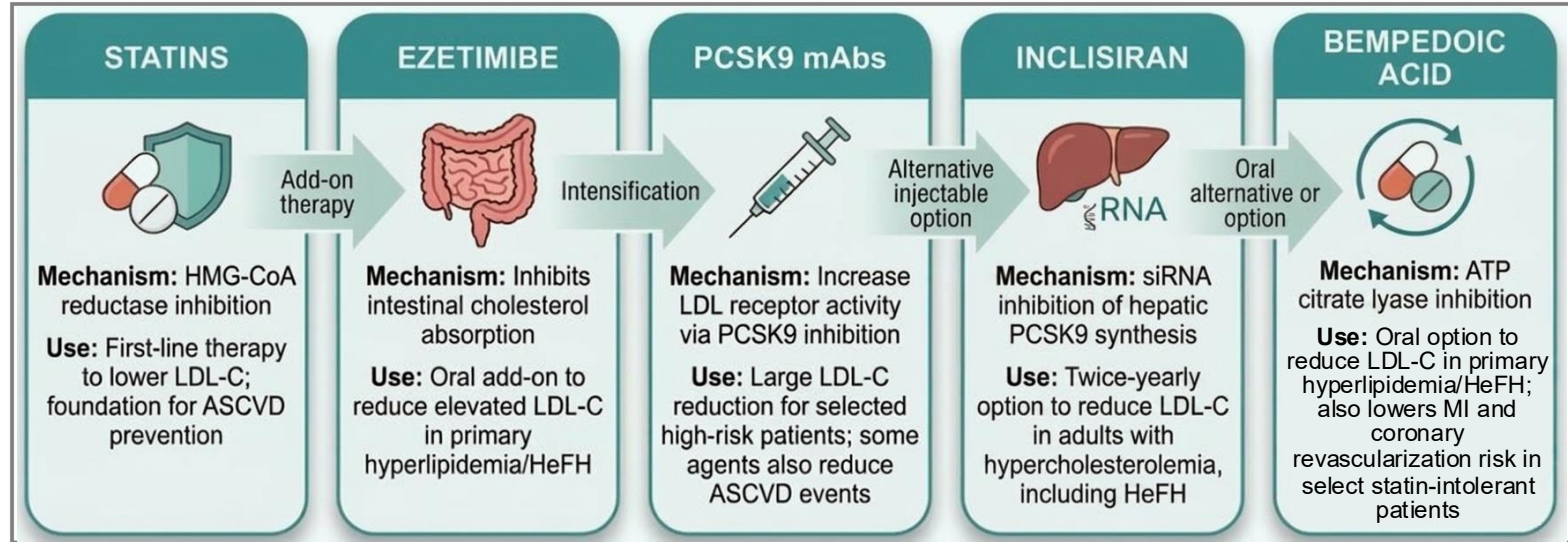 STATINS
Mechanism: HMG-CoA
reductase inhibition
Use: First-line therapy
to lower LDL-C;
foundation for ASCVD
prevention
Add-on
therapy
EZETIMIBE
Mechanism: Inhibits
intestinal cholesterol
absorption
Use: Oral add-on to
reduce elevated LDL-C
in primary
hyperlipidemia/HeFH
Intensification
PCSK9 mAbs
Mechanism: Increase
LDL receptor activity
via PCSK9 inhibition
Use: Large LDL-C
reduction for selected
high-risk patients; some
agents also reduce
ASCVD events
Alternative
injectable
option
INCLISIRAN
RNA
Mechanism: siRNA
inhibition of hepatic
PCSK9 synthesis
Use: Twice-yearly
option to reduce LDL-C
in adults with
hypercholesterolemia,
including HeFH
Oral
alternative or
option
BEMPEDOIC
ACID
Mechanism: ATP
citrate lyase inhibition
Use: Oral option to
reduce LDL-C in primary
hyperlipidemia/HeFH;
also lowers MI and
coronary
revascularization risk in
select statin-intolerant
patients